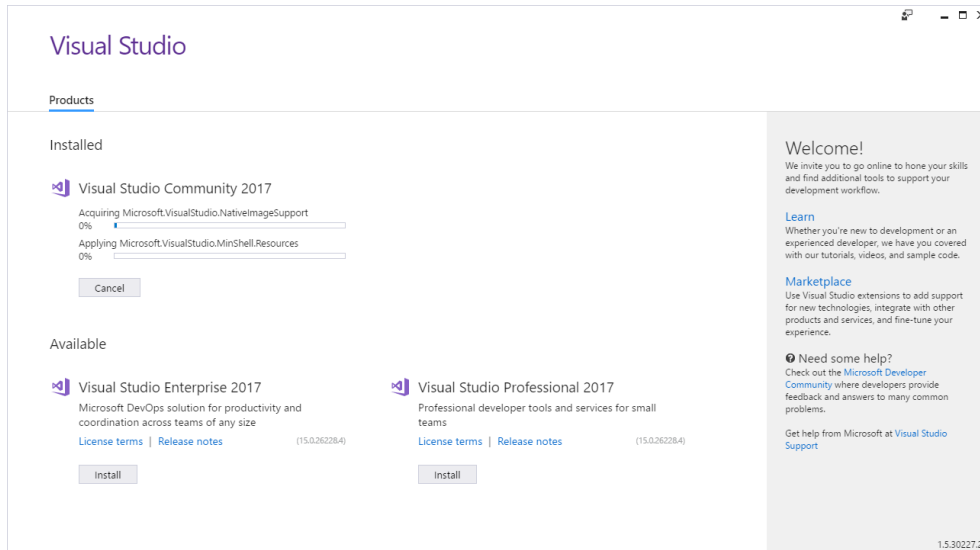 Visual Studio
Products
Installed
Visual Studio Community 2017
Acquiring Microsoft.VisualStudio.NativeImageSupport
0%
Applying Microsoft.VisualStudio.MinShell.Resources
0%
Cancel
Available
Visual Studio Enterprise 2017
Microsoft DevOps solution for productivity and
coordination across teams of any size
License terms | Release notes (15.0.26228.4)
Install
Visual Studio Professional 2017
Professional developer tools and services for small
teams
License terms | Release notes (15.0.26228.4)
Install
Welcome!
We invite you to go online to hone your skills
and find additional tools to support your
development workflow.
Learn
Whether you're new to development or an
experienced developer, we have you covered
with our tutorials, videos, and sample code.
Marketplace
Use Visual Studio extensions to add support
for new technologies, integrate with other
products and services, and fine-tune your
experience.
Need some help?
Check out the Microsoft Developer
Community where developers provide
feedback and answers to many common
problems.
Get help from Microsoft at Visual Studio
Support